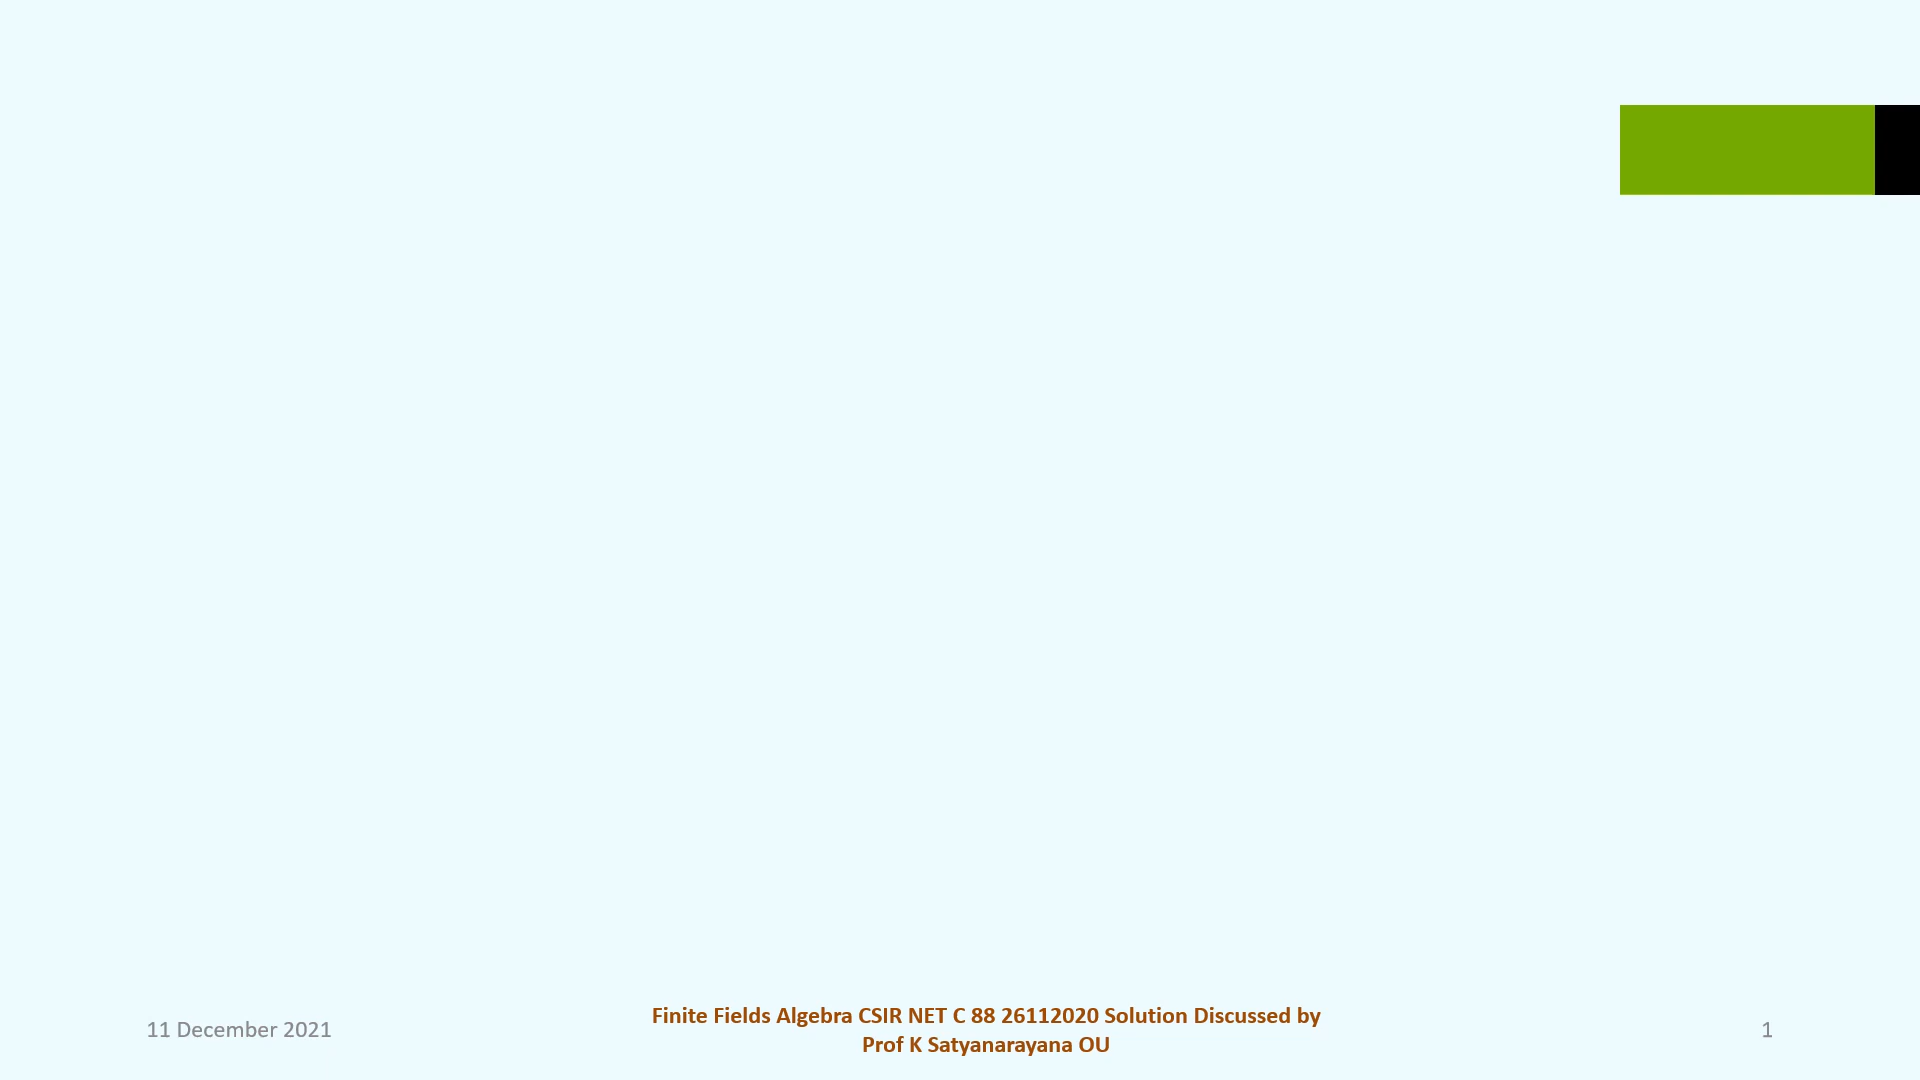 11 December 2021
Finite Fields Algebra CSIR NET C 88 26112020 Solution Discussed by
Prof K Satyanarayana OU
1